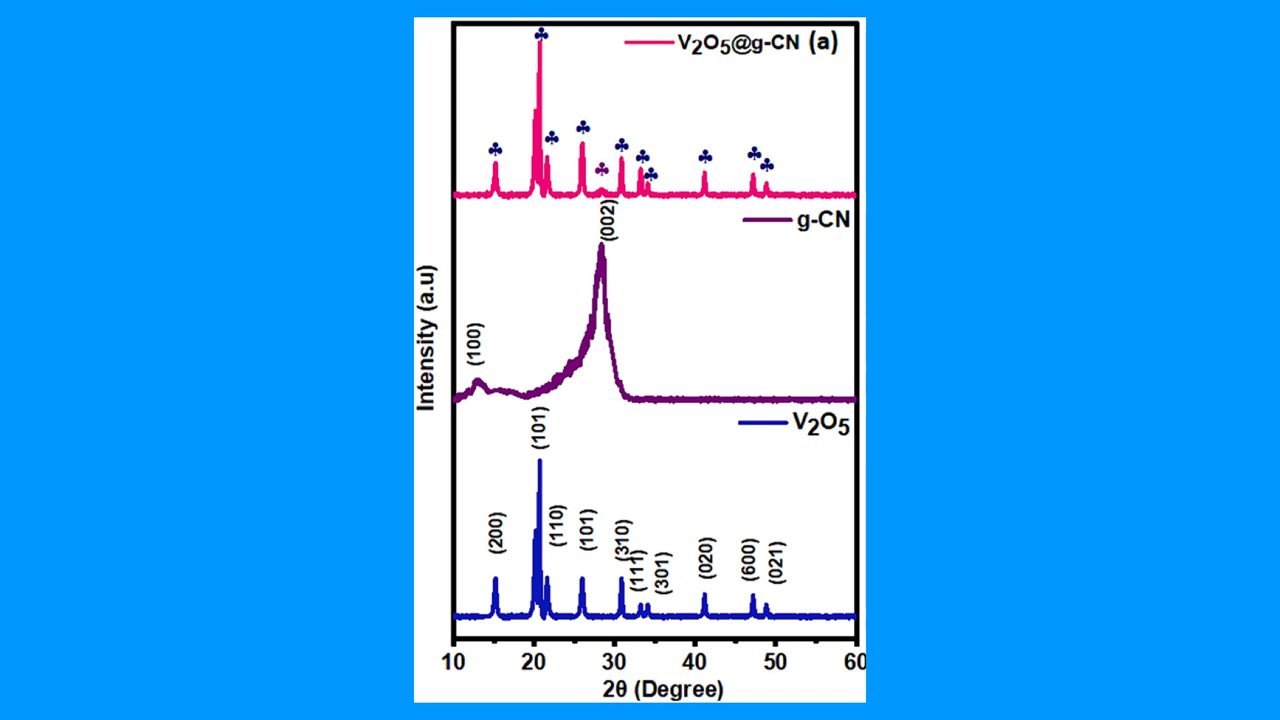 V2O5@g-CN (a)
g-CN
(002)
(100)
V2O5
(101)
(200)
(110)
(101)
(310)
(111)
(301)
(020)
(600)
(021)
Intensity (a.u)
10 20 30 40 50 60
2θ (Degree)